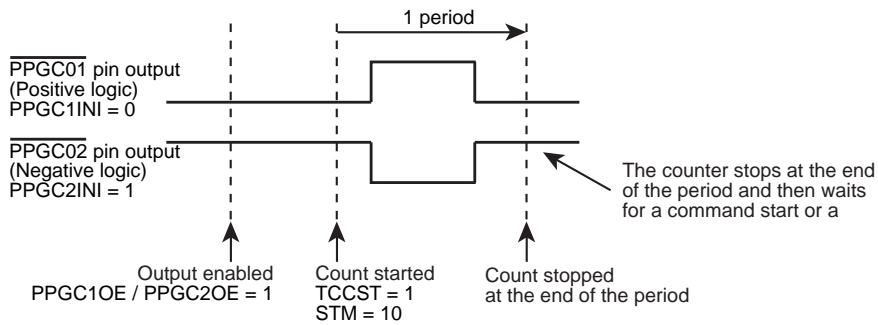 1 period
PPGC01 pin output
(Positive logic)
PPGC1INI = 0
PPGC02 pin output
(Negative logic)
PPGC2INI = 1
The counter stops at the end
of the period and then waits
for a command start or a
Output enabled
PPGC1OE / PPGC2OE = 1
Count started
TCCST = 1
STM = 10
Count stopped
at the end of the period